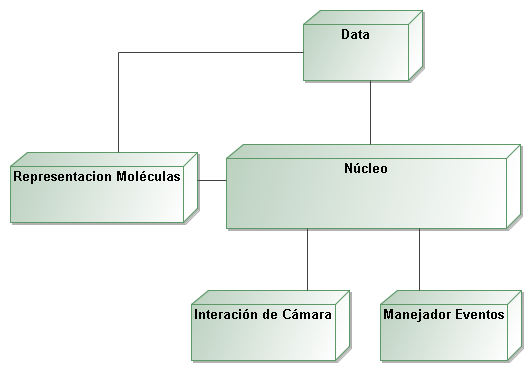 Data
Representacion Moléculas
Núcleo
Interación de Cámara
Manejador Eventos